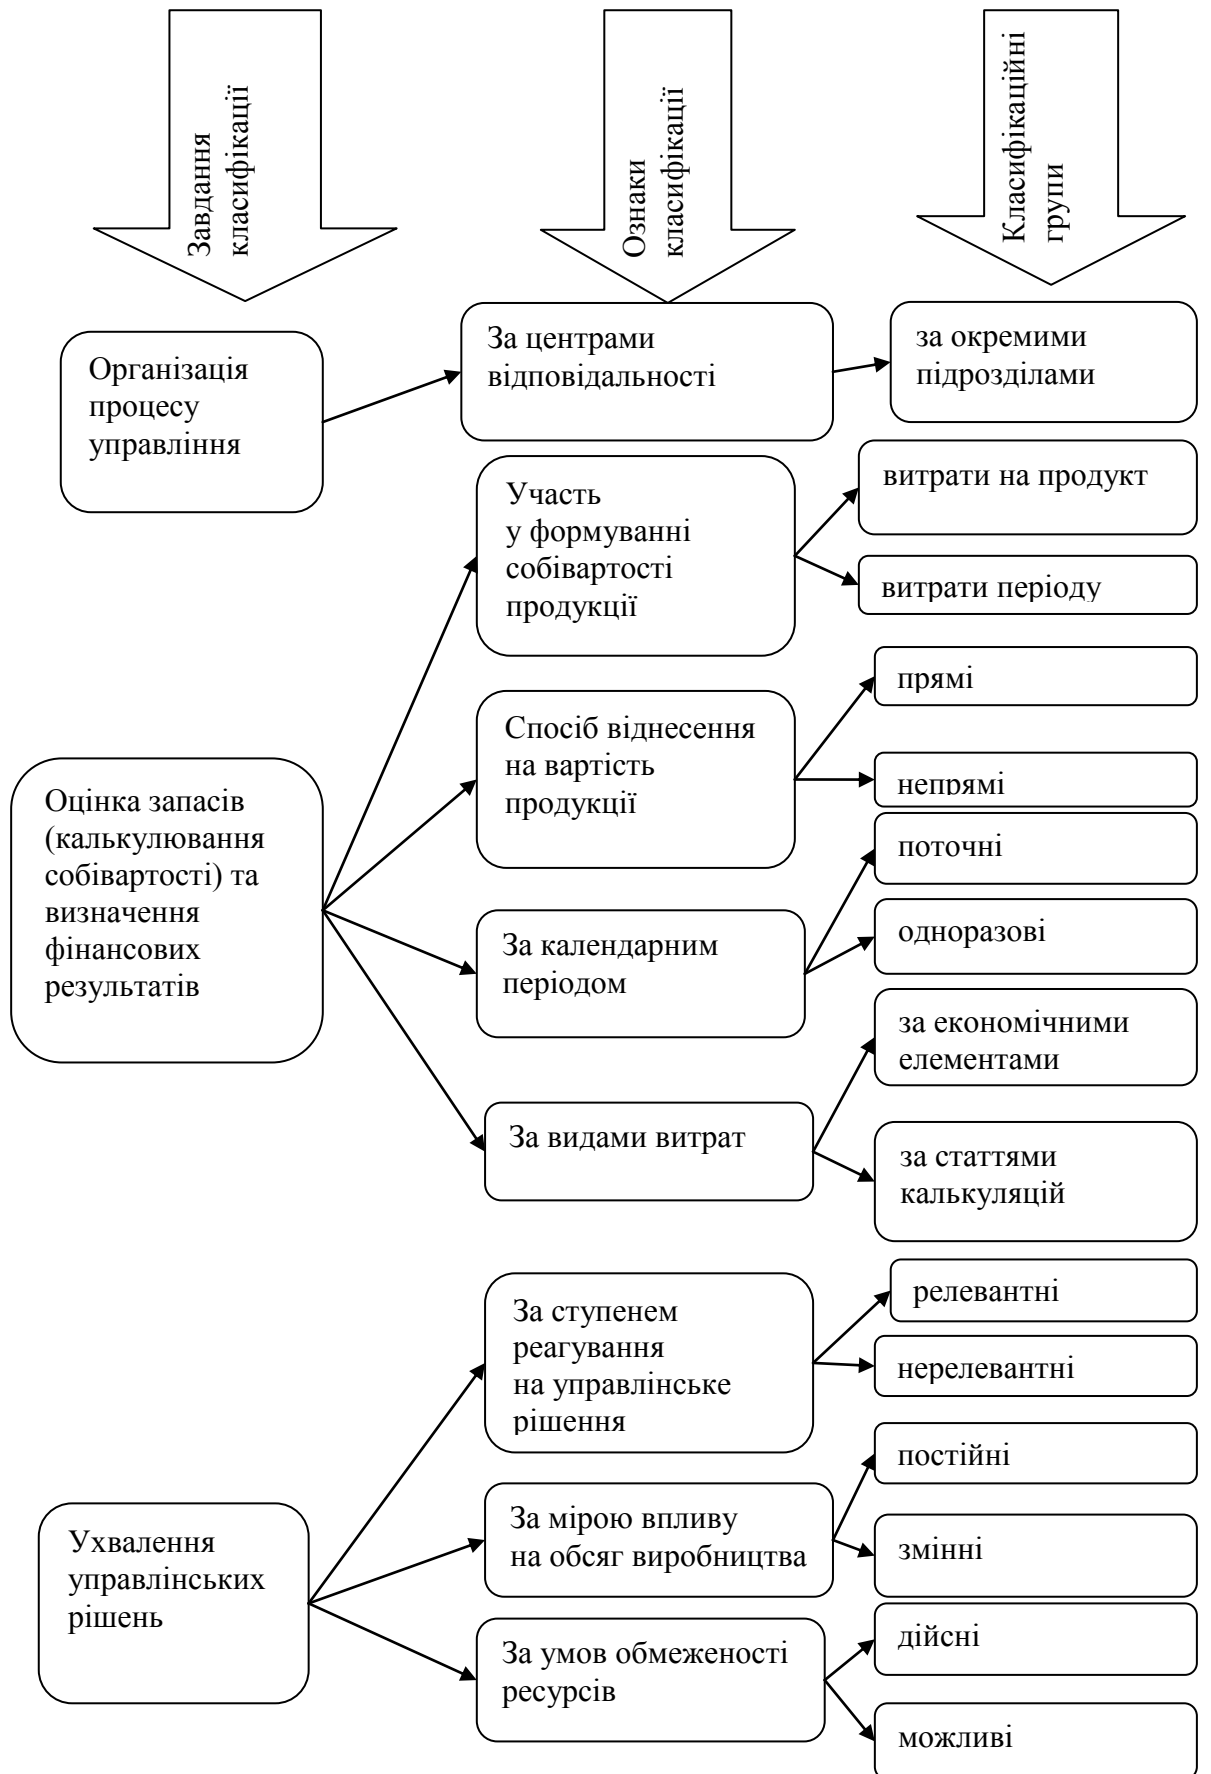 Завдання
класифікації
Ознаки
класифікації
Класифікаційні
групи
Організація
процесу
управління
За центрами
відповідальності
за окремими
підрозділами
Участь
у формуванні
собівартості
продукції
витрати на продукт
витрати періоду
Спосіб віднесення
на вартість
продукції
прямі
непрямі
Оцінка запасів
(калькулювання
собівартості) та
визначення
фінансових
результатів
поточні
одноразові
За календарним
періодом
за економічними
елементами
За видами витрат
за статтями
калькуляцій
За ступенем
реагування
на управлінське
рішення
релевантні
нерелевантні
Ухвалення
управлінських
рішень
За мірою впливу
на обсяг виробництва
постійні
змінні
За умов обмеженості
ресурсів
дійсні
можливі